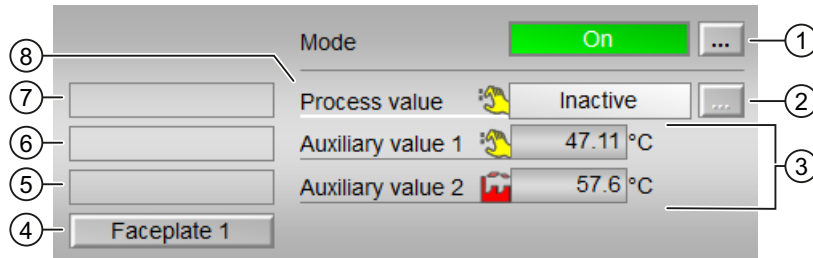 Mode On ... 1
8
7 Process value Inactive ... 2
6 Auxiliary value 1 47.11 °C
3
5 Auxiliary value 2 57.6 °C
4 Faceplate 1